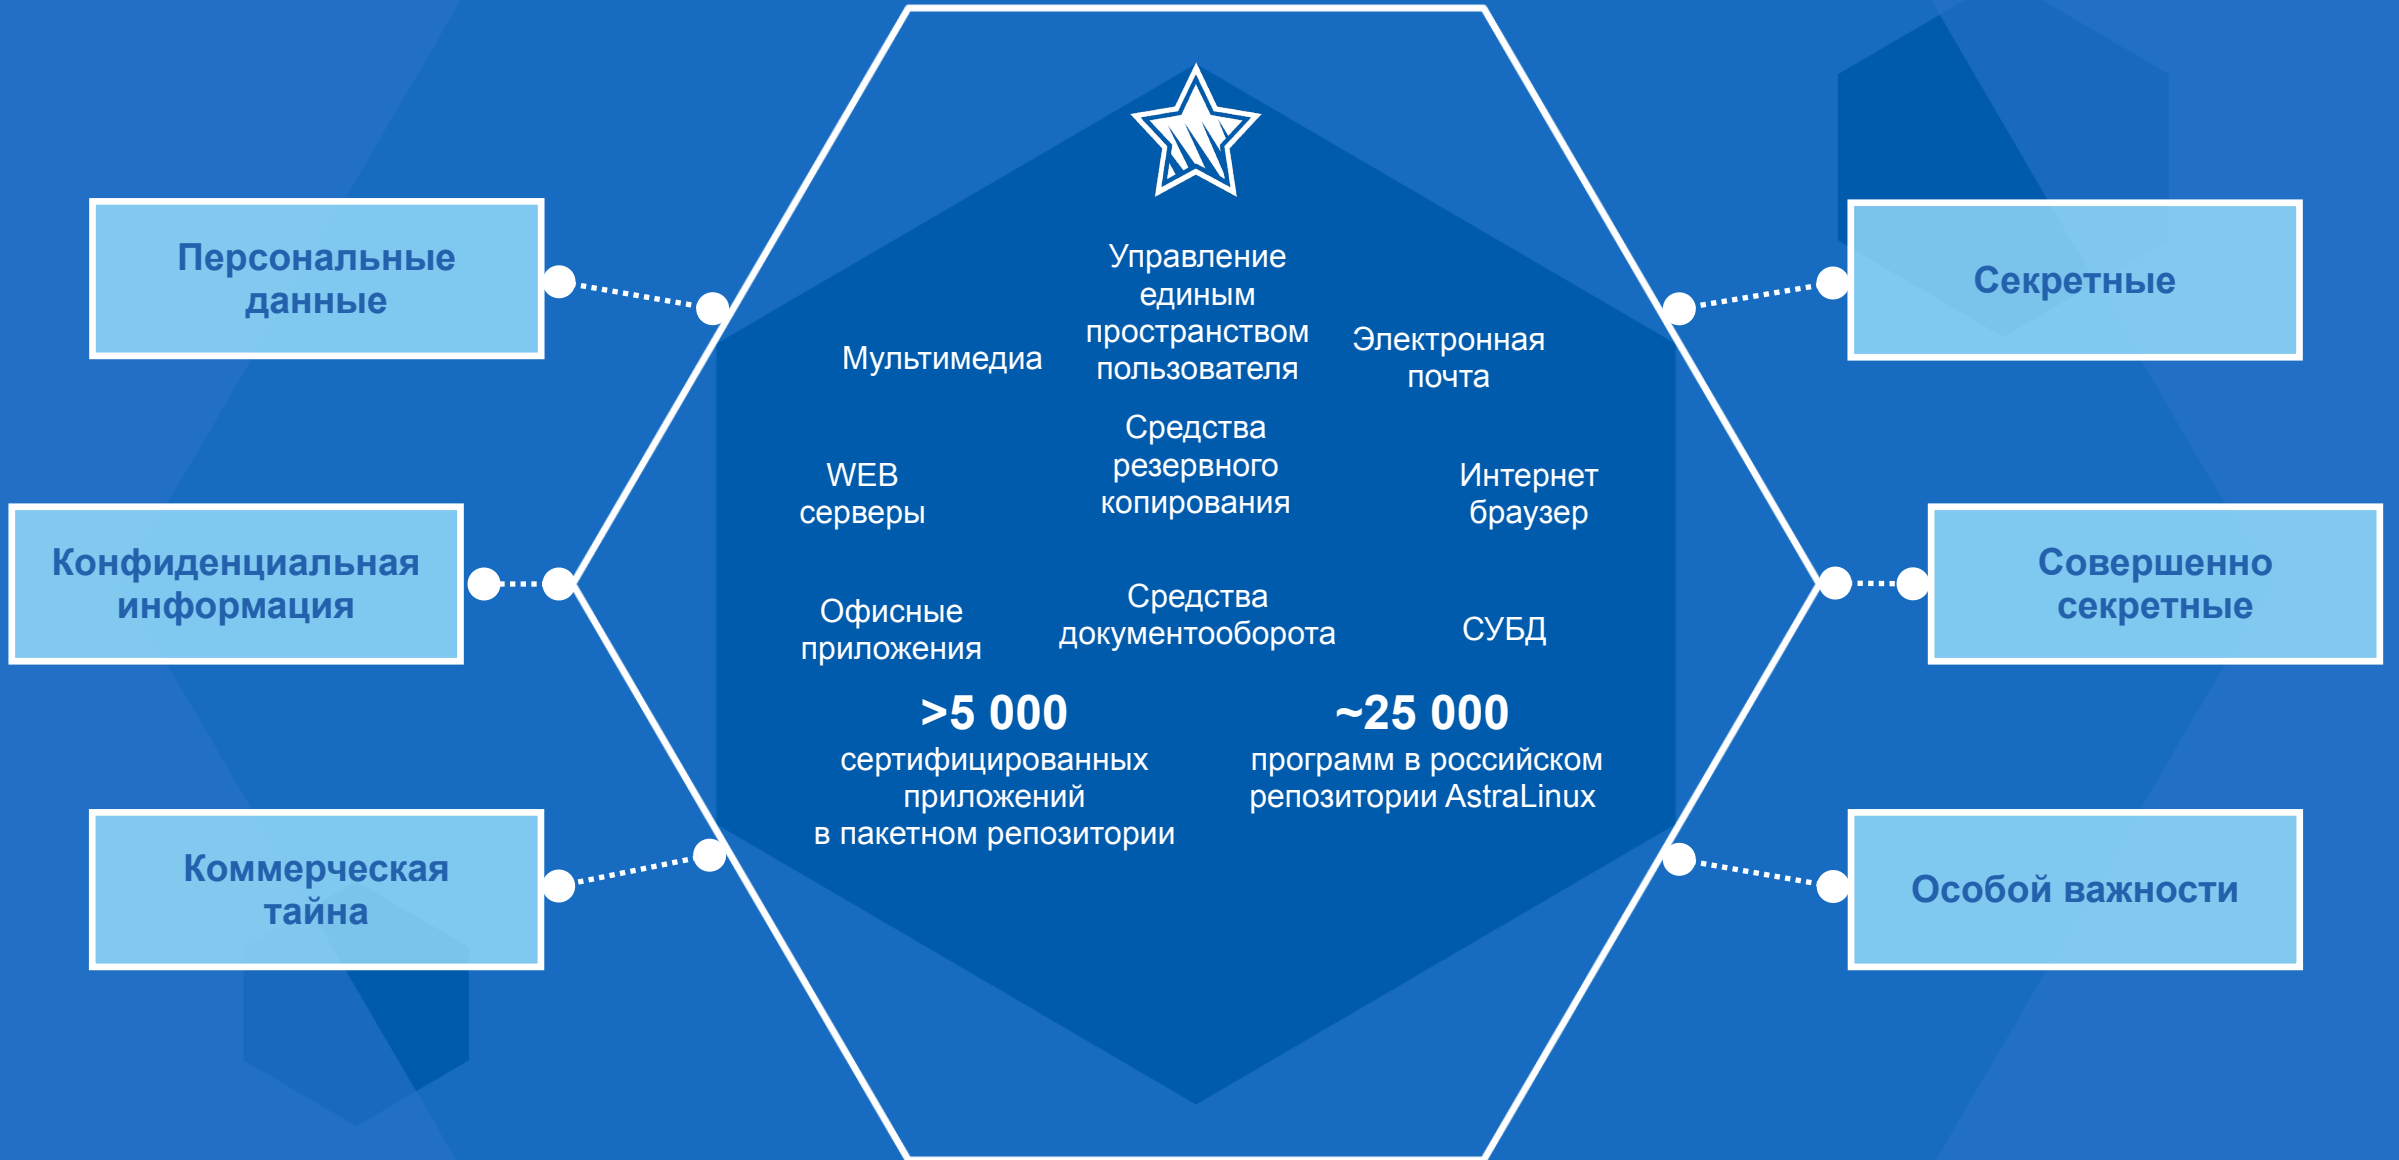 Персональные
данные
Конфиденциальная
информация
Коммерческая
тайна
Управление
единым
пространством
пользователя
Мультимедиа
Электронная
почта
Средства
резервного
копирования
WEB
серверы
Интернет
браузер
Офисные
приложения
Средства
документооборота
СУБД
>5 000
сертифицированных
приложений
в пакетном репозитории
~25 000
программ в российском
репозитории AstraLinux
Секретные
Совершенно
секретные
Особой важности